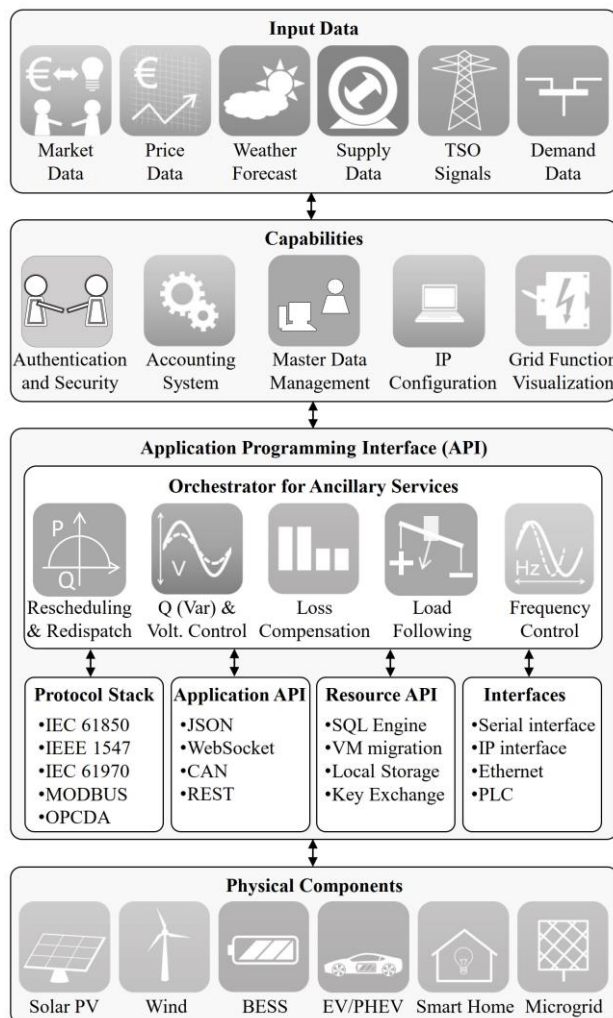 Input Data
€
€
Market Price Weather Supply TSO Demand
Data Data Forecast Data Signals Data
Capabilities
Authentication Accounting Master Data IP Grid Function
and Security System Management Configuration Visualization
Application Programming Interface (API)
Orchestrator for Ancillary Services
P
Q
V
+
−
Hz
Rescheduling Q (Var) & Loss Load Frequency
& Redispatch Volt. Control Compensation Following Control
Protocol Stack
•IEC 61850
•IEEE 1547
•IEC 61970
•MODBUS
•OPCDA
Application API
•JSON
•WebSocket
•CAN
•REST
Resource API
•SQL Engine
•VM migration
•Local Storage
•Key Exchange
Interfaces
•Serial interface
•IP interface
•Ethernet
•PLC
Physical Components
Solar PV Wind BESS EV/PHEV Smart Home Microgrid